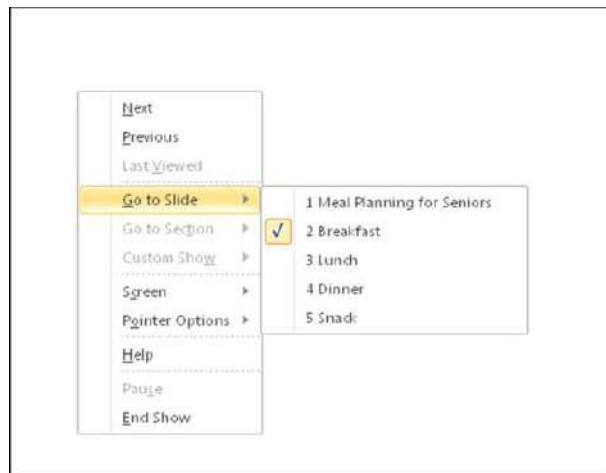 Next
Previous
Last Viewed
Go to Slide
Go to Section
Custom Show
Screen
Pointer Options
Help
Pause
End Show
1 Meal Planning for Seniors
2 Breakfast
3 Lunch
4 Dinner
5 Snack